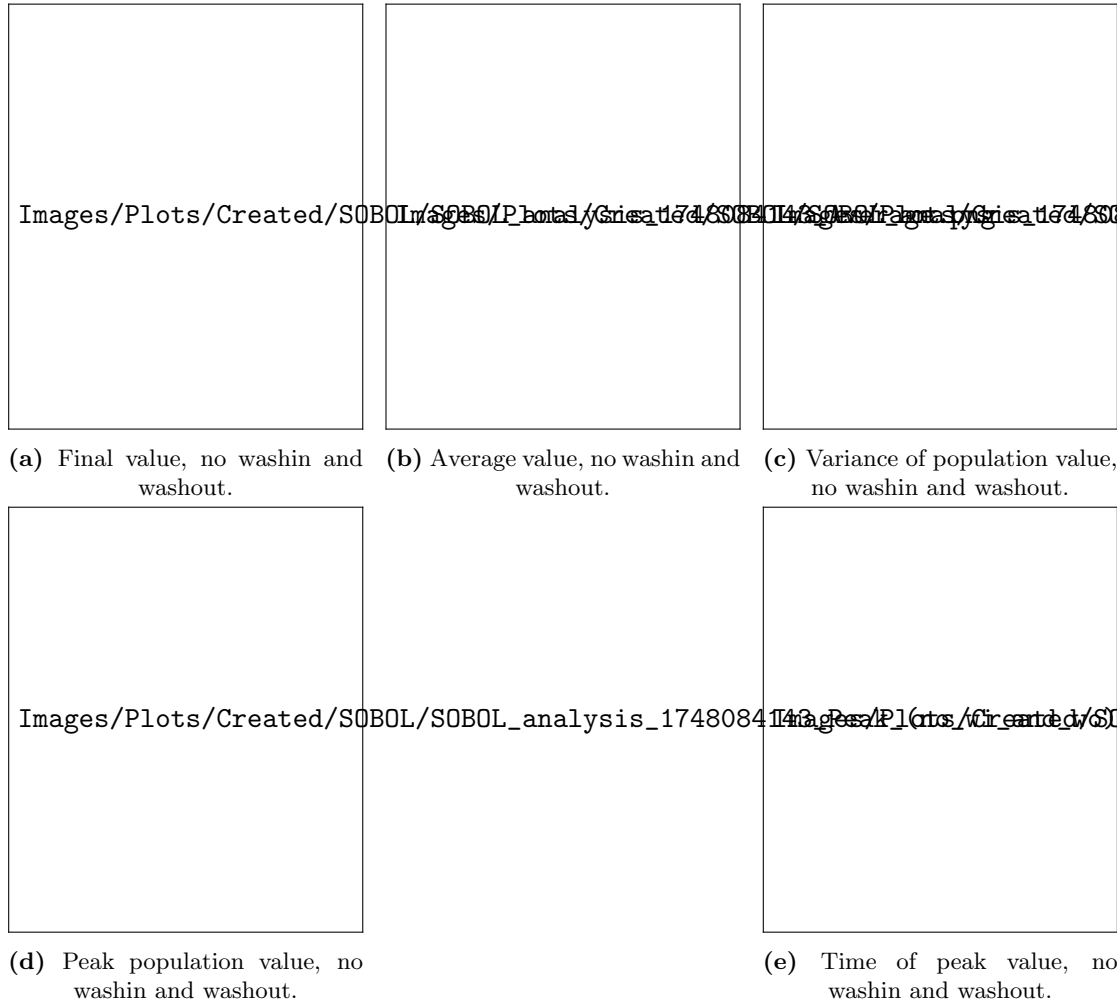 Images/Plots/Created/SOBOL/SOBOL_analysis_1748084143
(a) Final value, no washin and
washout.
(b) Average value, no washin and
washout.
(c) Variance of population value,
no washin and washout.
Images/Plots/Created/SOBOL/SOBOL_analysis_1748084143_Peak_(no_wi_and_wo)
(d) Peak population value, no
washin and washout.
(e) Time of peak value, no
washin and washout.